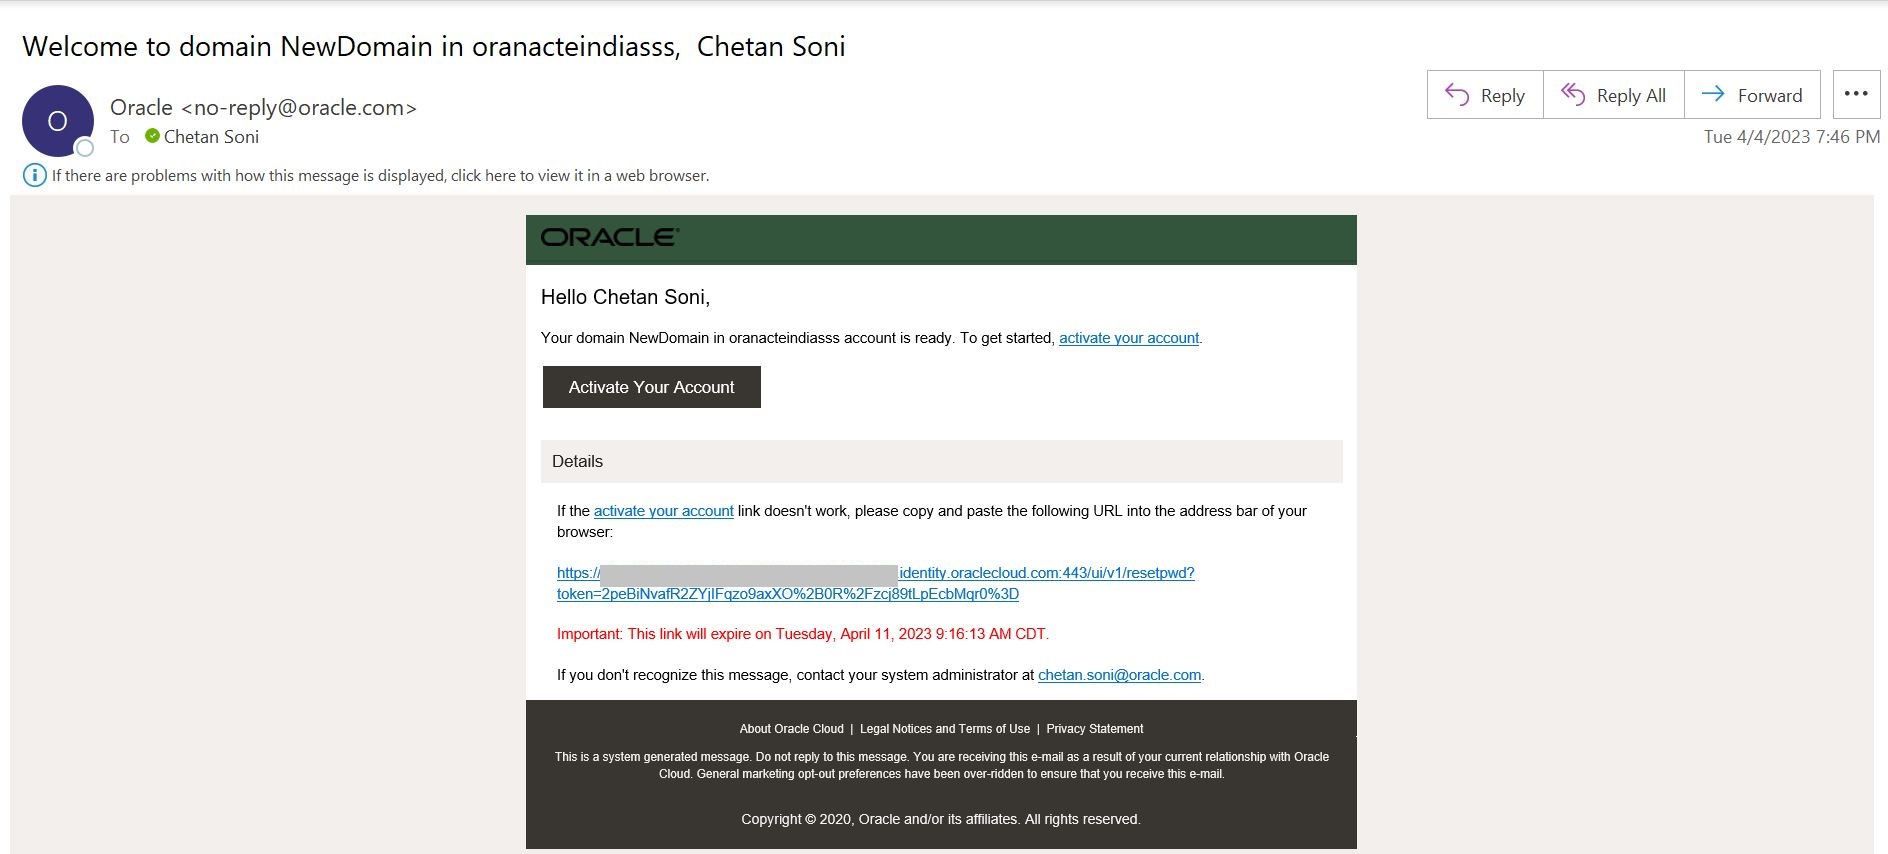 Welcome to domain NewDomain in oranacteindiasss,  Chetan Soni
O
Oracle <no-reply@oracle.com>
To Chetan Soni
Reply
Reply All
Forward
Tue 4/4/2023 7:46 PM
If there are problems with how this message is displayed, click here to view it in a web browser.
ORACLE®
Hello Chetan Soni,
Your domain NewDomain in oranacteindiasss account is ready. To get started, activate your account.
Activate Your Account
Details
If the activate your account link doesn't work, please copy and paste the following URL into the address bar of your
browser:
https:// identity.oraclecloud.com:443/ui/v1/resetpwd?
token=2peBiNvafR2ZYjIFqzo9axXO%2B0R%2Fzcj89tLpEcbMqr0%3D
Important: This link will expire on Tuesday, April 11, 2023 9:16:13 AM CDT.
If you don't recognize this message, contact your system administrator at chetan.soni@oracle.com.
About Oracle Cloud | Legal Notices and Terms of Use | Privacy Statement
This is a system generated message. Do not reply to this message. You are receiving this e-mail as a result of your current relationship with Oracle
Cloud. General marketing opt-out preferences have been over-ridden to ensure that you receive this e-mail.
Copyright © 2020, Oracle and/or its affiliates. All rights reserved.